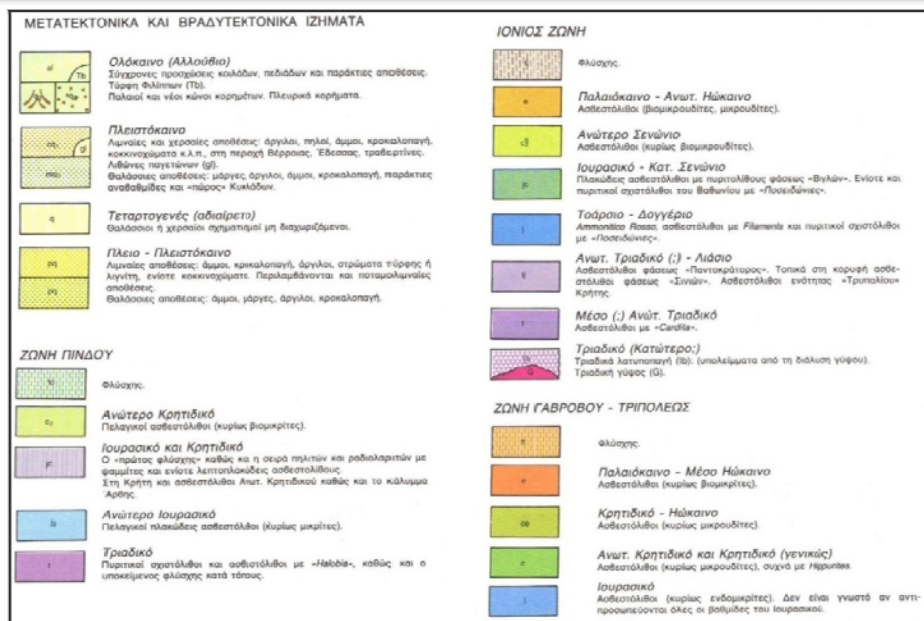 ΜΕΤΑΤΕΚΤΟΝΙΚΑ ΚΑΙ ΒΡΑΔΥΤΕΚΤΟΝΙΚΑ ΙΖΗΜΑΤΑ
al
Tb
Ολόκαινο (Αλλούβιο)
Σύγχρονες προσχώσεις κοιλάδων, πεδιάδων και παράκτιες αποθέσεις.
Τύρφη Φιλίππων (Tb).
Παλαιοί και νέοι κώνοι κορημάτων. Πλευρικά κορήματα.
gl
Πλειστόκαινο
Λιμναίες και χερσαίες αποθέσεις: άργιλοι, πηλοί, άμμοι, κροκαλοπαγή,
κοκκινοχώματα κ.λ.π., στη περιοχή Βέρροιας, Έδεσσας, τραβερτίνες.
Λιθώνες παγετώνων (gl).
Θαλάσσιες αποθέσεις: μάργες, άργιλοι, άμμοι, κροκαλοπαγή, παράκτιες
αναβαθμίδες και «πώρος» Κυκλάδων.
q
Τεταρτογενές (αδιαίρετο)
Θαλάσσιοι ή χερσαίοι σχηματισμοί μη διαχωριζόμενοι.
Πλειο - Πλειστόκαινο
Λιμναίες αποθέσεις: άμμοι, κροκαλοπαγή, άργιλοι, στρώματα τύρφης ή
λιγνίτη, ενίοτε κοκκινοχώματα. Περιλαμβάνονται και ποταμολιμναίες
αποθέσεις.
Θαλάσσιες αποθέσεις: άμμοι, μάργες, άργιλοι, κροκαλοπαγή.
ΖΩΝΗ ΠΙΝΔΟΥ
Φλύσχης.
Ανώτερο Κρητιδικό
Πελαγικοί ασβεστόλιθοι (κυρίως βιομικρίτες).
Ιουρασικό και Κρητιδικό
Ο «πρώτος φλύσχης» καθώς κα η σειρά πηλιτών και ραδιολαριτών με
ψαμμίτες και ενίοτε λεπτοπλακώδεις ασβεστολίθους.
Στη Κρήτη και ασβεστόλιθοι Ανωτ. Κρητιδικού καθώς και το κάλυμμα
Άρβης.
Ανώτερο Ιουρασικό
Πελαγικοί πλακώδεις ασβεστόλιθοι (κυρίως μικρίτες).
t
Τριαδικό
Πυριτικοί σχιστόλιθοι και ασβεστόλιθοι με «Halobia», καθώς και ο
υποκείμενος φλύσχης κατά τόπους.
ΙΟΝΙΟΣ ΖΩΝΗ
Φλύσχης.
e
Παλαιόκαινο - Ανωτ. Ηώκαινο
Ασβεστόλιθοι (βιομικρουδίτες, μικρουδίτες).
Ανώτερο Σενώνιο
Ασβεστόλιθοι (κυρίως βιομικρουδίτες).
jc
Ιουρασικό - Κατ. Σενώνιο
Πλακώδεις ασβεστόλιθοι με πυριτολίθους φάσεως «Βιγλών». Ενίοτε και
πυριτικοί σχιστόλιθοι του Βαθωνίου με «Ποσειδώνιες».
j
Τοάρσιο - Δογγέριο
Ammonitico Rosso, ασβεστόλιθοι με Filaments και πυριτικοί σχιστόλιθοι
με «Ποσειδώνιες».
Ανωτ. Τριαδικό (;) - Λιάσιο
Ασβεστόλιθοι φάσεως «Παντοκράτορος». Τοπικά στη κορυφή ασβε-
στόλιθοι φάσεως «Σινιών». Ασβεστόλιθοι ενότητας «Τρυπαλίου»
Κρήτης.
t
Μέσο (;) Ανώτ. Τριαδικό
Ασβεστόλιθοι με «Cardita».
Tb
G
Τριαδικό (Κατώτερο;)
Τριαδικά λατυποπαγή (tb): (υπολείμματα από τη διάλυση γύψου).
Τριαδική γύψος (G).
ΖΩΝΗ ΓΑΒΡΟΒΟΥ - ΤΡΙΠΟΛΕΩΣ
Φλύσχης.
e
Παλαιόκαινο - Μέσο Ηώκαινο
Ασβεστόλιθοι (κυρίως βιομικρίτες).
ce
Κρητιδικό - Ηώκαινο
Ασβεστόλιθοι (κυρίως μικρουδίτες).
c
Ανωτ. Κρητιδικό και Κρητιδικό (γενικώς)
Ασβεστόλιθοι (κυρίως μικρουδίτες), συχνά με Hippurites.
j
Ιουρασικό
Ασβεστόλιθοι (κυρίως ενδομικρίτες). Δεν είναι γνωστό αν αντι-
προσωπεύονται όλες οι βαθμίδες του Ιουρασικού.